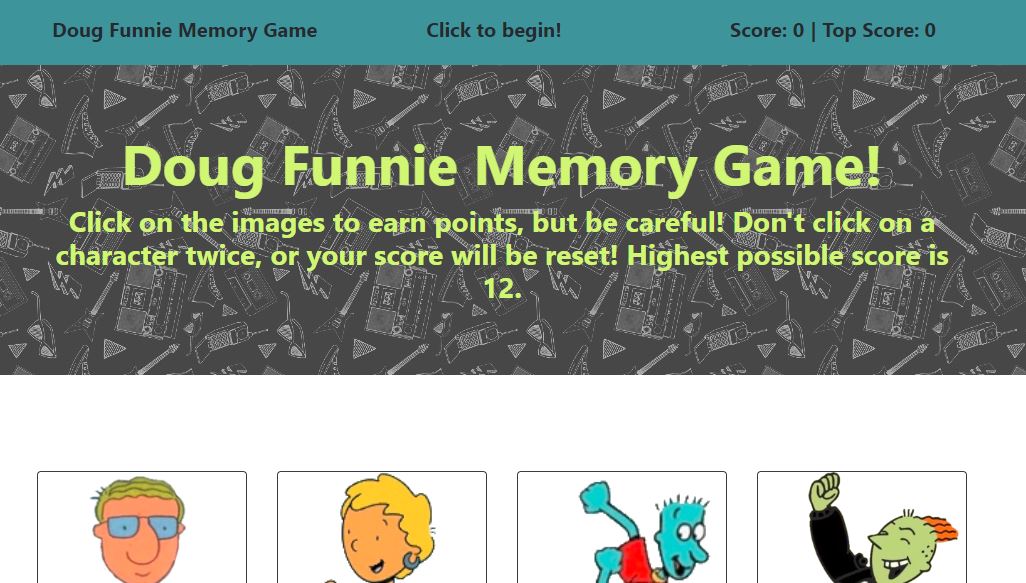 Doug Funnie Memory Game
Click to begin!
Score: 0 | Top Score: 0
Doug Funnie Memory Game!
Click on the images to earn points, but be careful! Don't click on a
character twice, or your score will be reset! Highest possible score is
12.